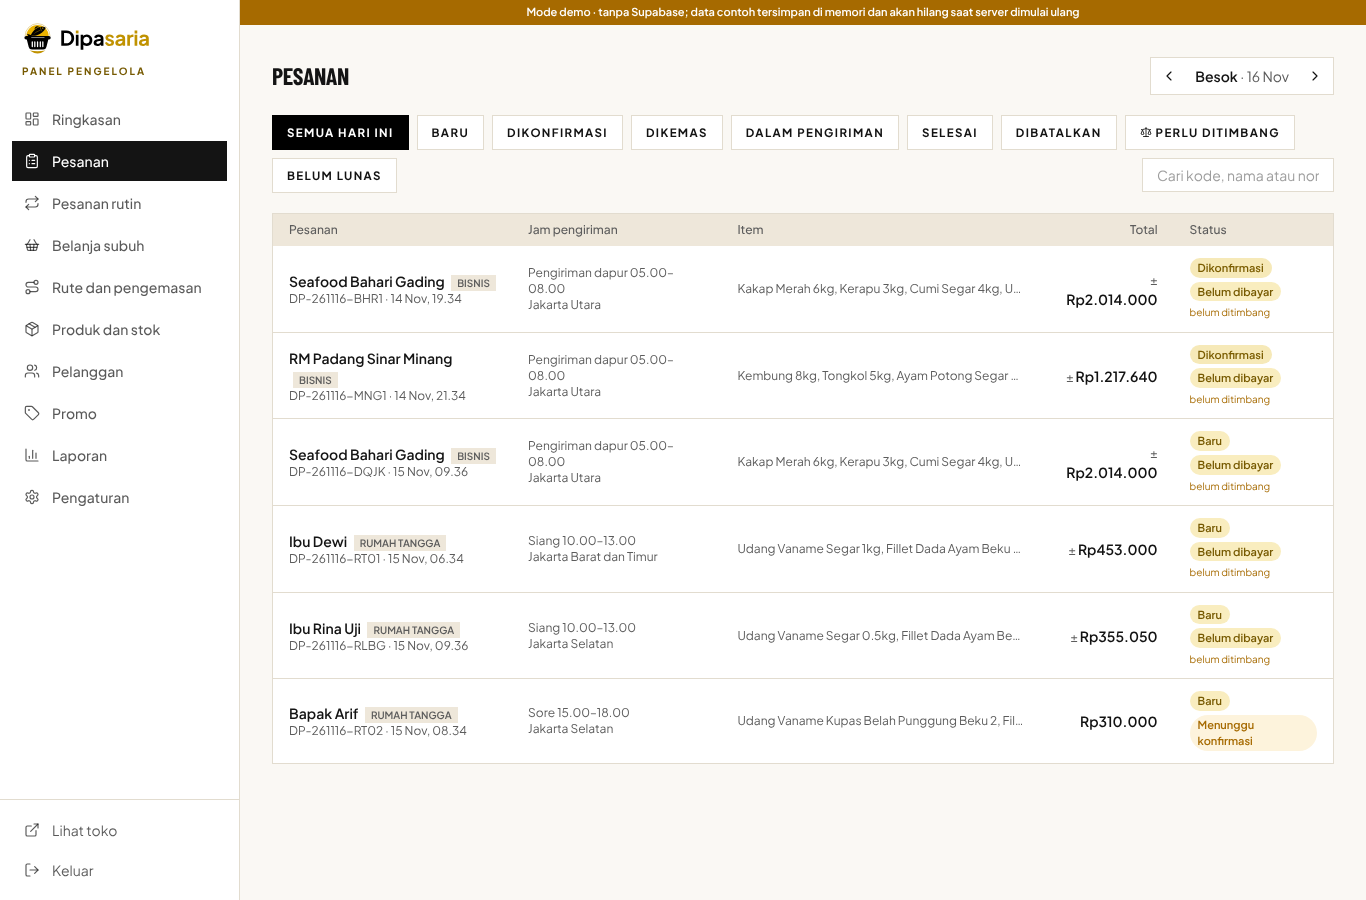 Mode demo · tanpa Supabase; data contoh tersimpan di memori dan akan hilang saat server dimulai ulang
Dipasaria
PANEL PENGELOLA
Ringkasan
Pesanan
Pesanan rutin
Belanja subuh
Rute dan pengemasan
Produk dan stok
Pelanggan
Promo
Laporan
Pengaturan
Lihat toko
Keluar
PESANAN
Besok · 16 Nov
SEMUA HARI INI
BARU
DIKONFIRMASI
DIKEMAS
DALAM PENGIRIMAN
SELESAI
DIBATALKAN
PERLU DITIMBANG
BELUM LUNAS
Cari kode, nama atau nor
Pesanan Jam pengiriman Item Total Status
Seafood Bahari Gading BISNIS
DP-261116-BHR1 · 14 Nov, 19.34
Pengiriman dapur 05.00–
08.00
Jakarta Utara
Kakap Merah 6kg, Kerapu 3kg, Cumi Segar 4kg, U...
±
Rp2.014.000
Dikonfirmasi
Belum dibayar
belum ditimbang
RM Padang Sinar Minang
BISNIS
DP-261116-MNG1 · 14 Nov, 21.34
Pengiriman dapur 05.00–
08.00
Jakarta Utara
Kembung 8kg, Tongkol 5kg, Ayam Potong Segar ...
± Rp1.217.640
Dikonfirmasi
Belum dibayar
belum ditimbang
Seafood Bahari Gading BISNIS
DP-261116-DQJK · 15 Nov, 09.36
Pengiriman dapur 05.00–
08.00
Jakarta Utara
Kakap Merah 6kg, Kerapu 3kg, Cumi Segar 4kg, U...
±
Rp2.014.000
Baru
Belum dibayar
belum ditimbang
Ibu Dewi RUMAH TANGGA
DP-261116-RT01 · 15 Nov, 06.34
Siang 10.00–13.00
Jakarta Barat dan Timur
Udang Vaname Segar 1kg, Fillet Dada Ayam Beku ...
± Rp453.000
Baru
Belum dibayar
belum ditimbang
Ibu Rina Uji RUMAH TANGGA
DP-261116-RLBG · 15 Nov, 09.36
Siang 10.00–13.00
Jakarta Selatan
Udang Vaname Segar 0.5kg, Fillet Dada Ayam Be...
± Rp355.050
Baru
Belum dibayar
belum ditimbang
Bapak Arif RUMAH TANGGA
DP-261116-RT02 · 15 Nov, 08.34
Sore 15.00–18.00
Jakarta Selatan
Udang Vaname Kupas Belah Punggung Beku 2, Fil...
Rp310.000
Baru
Menunggu
konfirmasi